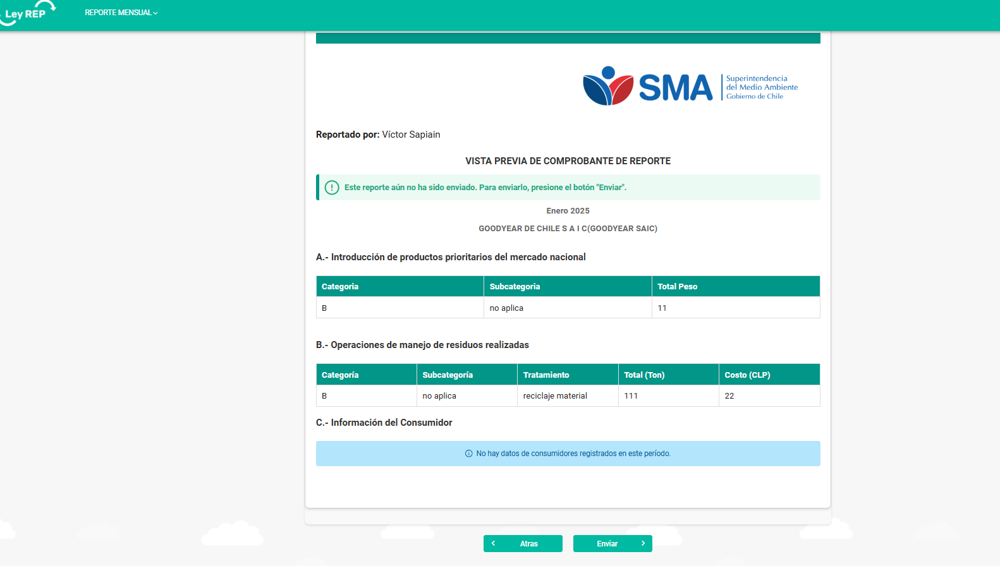 Ley REP
REPORTE MENSUAL
SMA
Superintendencia
del Medio Ambiente
Gobierno de Chile
Reportado por: Víctor Sapiain
VISTA PREVIA DE COMPROBANTE DE REPORTE
Este reporte aún no ha sido enviado. Para enviarlo, presione el botón "Enviar".
Enero 2025
GOODYEAR DE CHILE S A I C(GOODYEAR SAIC)
A.- Introducción de productos prioritarios del mercado nacional
Categoria Subcategoria Total Peso
B no aplica 11
B.- Operaciones de manejo de residuos realizadas
Categoría Subcategoría Tratamiento Total (Ton) Costo (CLP)
B no aplica reciclaje material 111 22
C.- Información del Consumidor
No hay datos de consumidores registrados en este período.
Atras Enviar